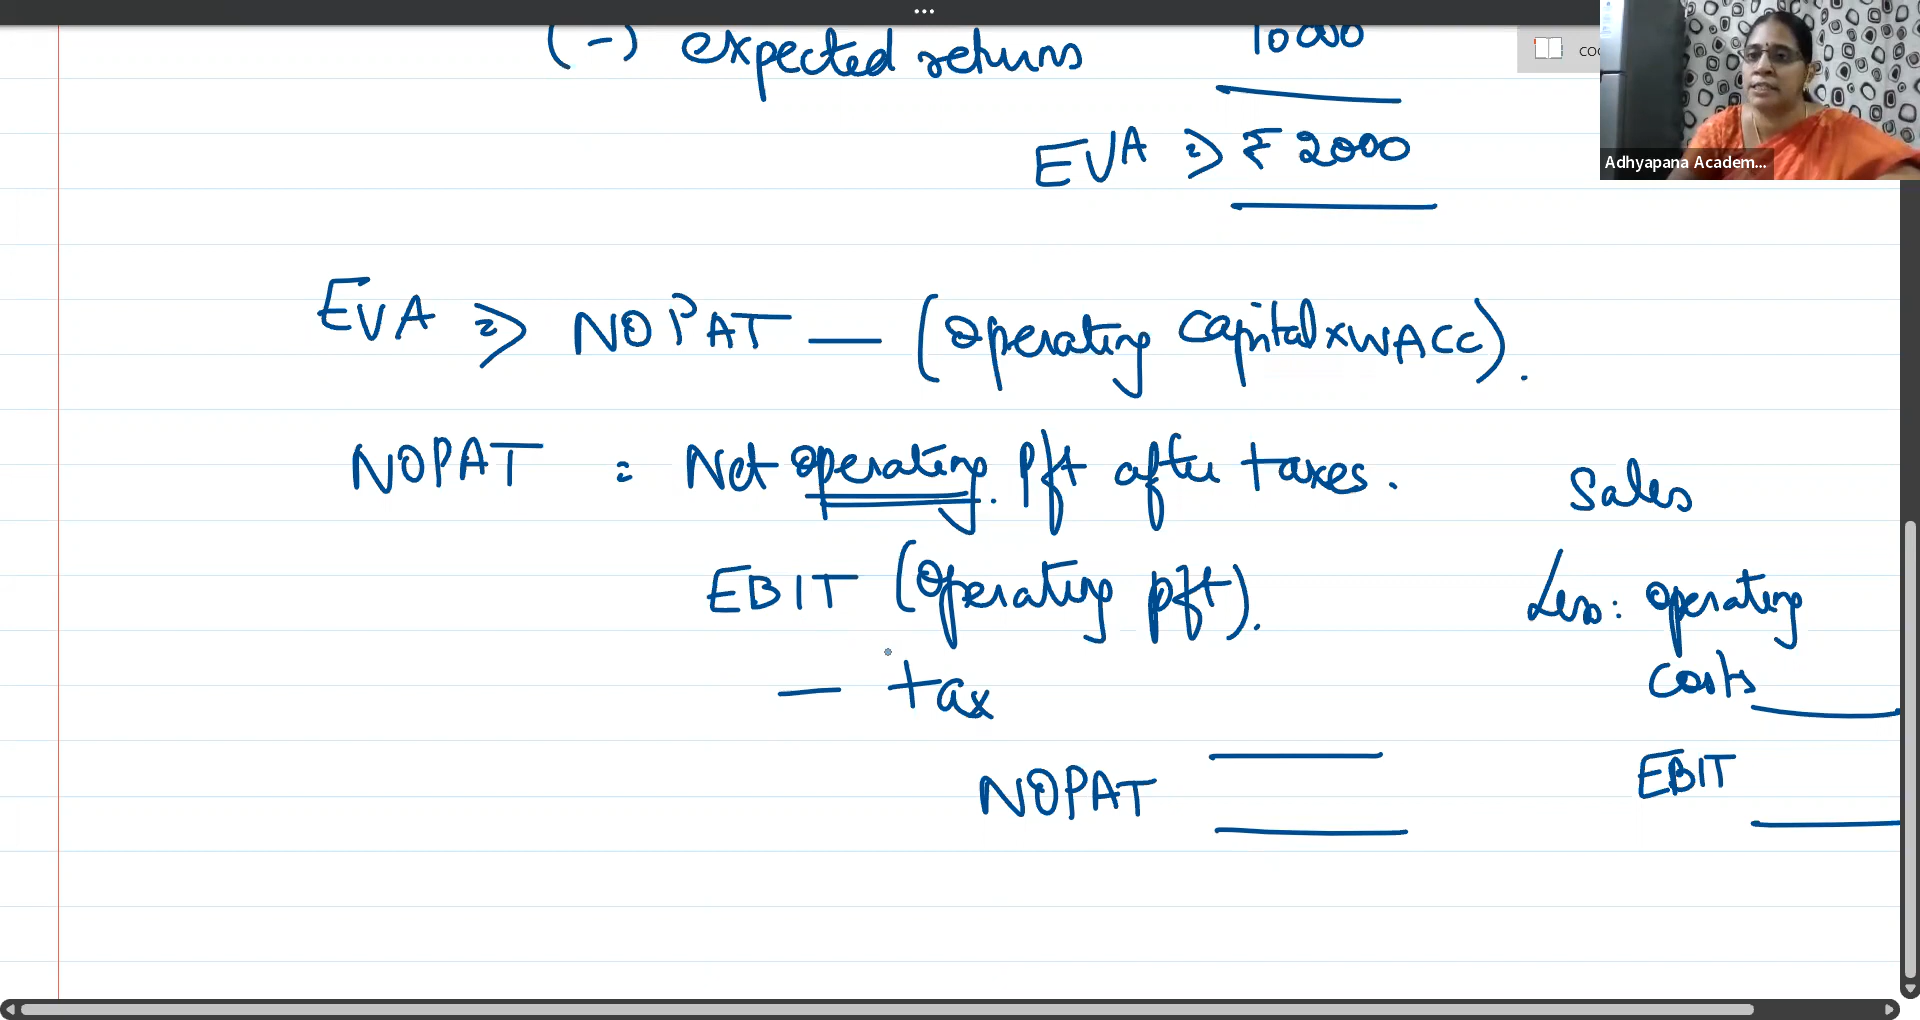 ...
(-) expected returns 10000
coo
EVA => ₹ 2000
Adhyapana Academ...
EVA => NOPAT — (Operating Capital x WACC).
NOPAT = Net operating. Pft after taxes.
Sales
EBIT (Operating pft).
Less: operating
costs
— tax
EBIT
NOPAT